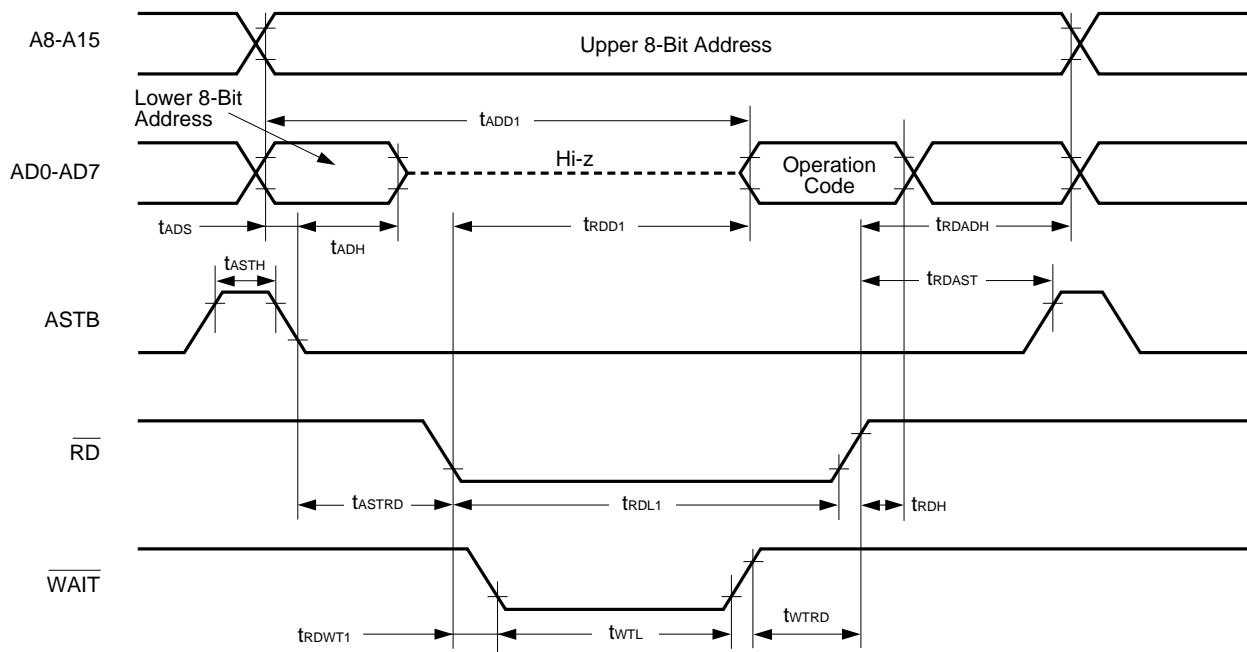 A8-A15
Upper 8-Bit Address
Lower 8-Bit
Address
tADD1
AD0-AD7
Hi-z
Operation
Code
tADS
tADH
tRDD1
tRDADH
tASTH
tRDAST
ASTB
RD
tASTRD
tRDL1
tRDH
WAIT
tRDWT1
tWTL
tWTRD